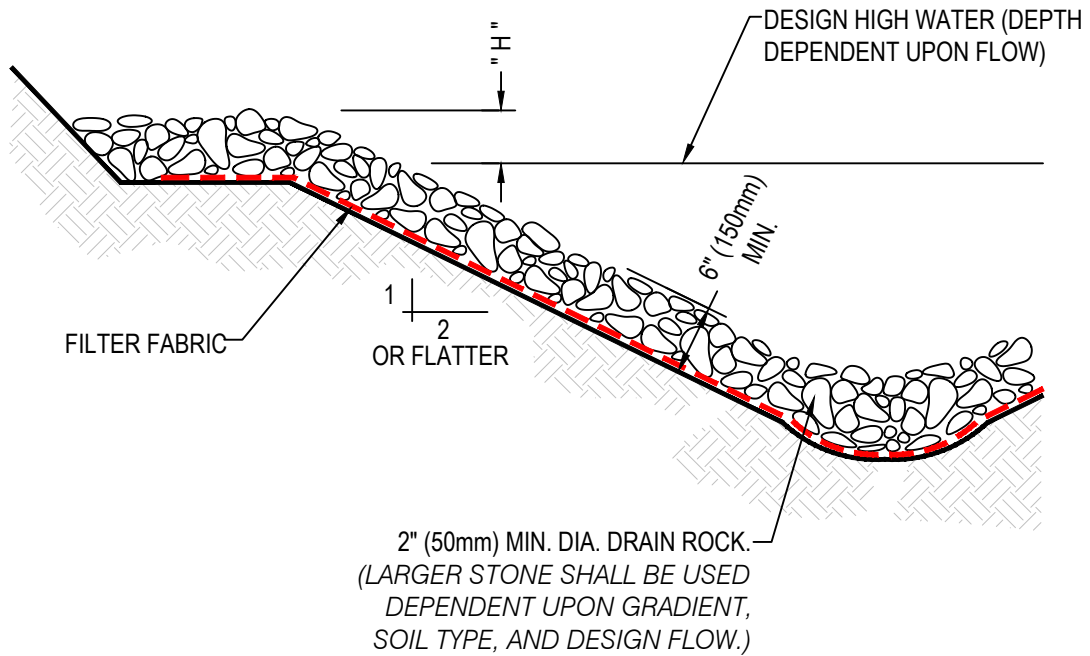 DESIGN HIGH WATER (DEPTH
DEPENDENT UPON FLOW)
" H"
6" (150mm)
MIN.
1
2
OR FLATTER
FILTER FABRIC
2" (50mm) MIN. DIA. DRAIN ROCK.
(LARGER STONE SHALL BE USED
DEPENDENT UPON GRADIENT,
SOIL TYPE, AND DESIGN FLOW.)